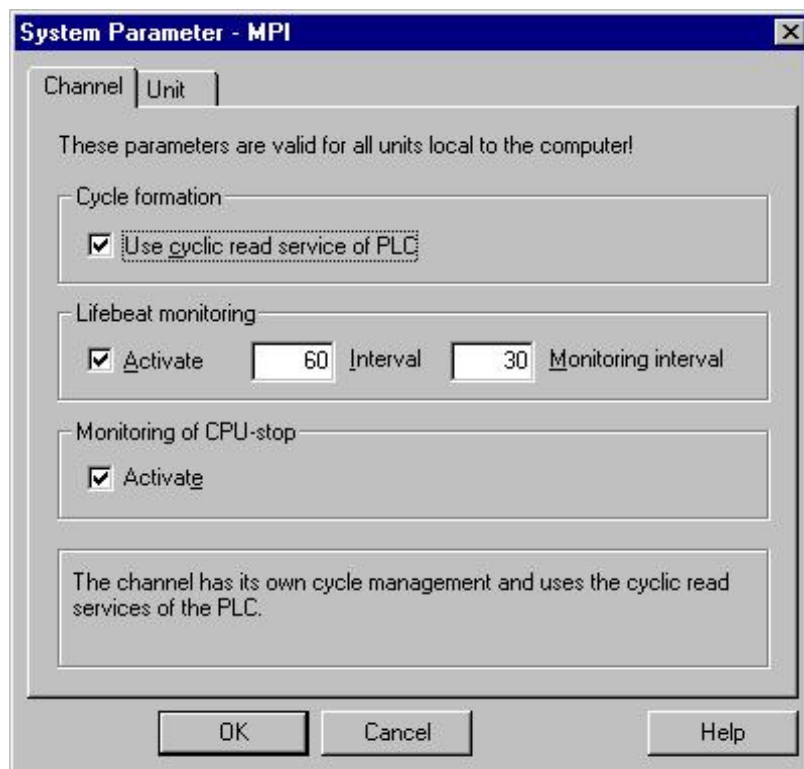 System Parameter - MPI
Channel Unit
These parameters are valid for all units local to the computer!
Cycle formation
Use cyclic read service of PLC
Lifebeat monitoring
Activate 60 Interval 30 Monitoring interval
Monitoring of CPU-stop
Activate
The channel has its own cycle management and uses the cyclic read
services of the PLC.
OK Cancel Help